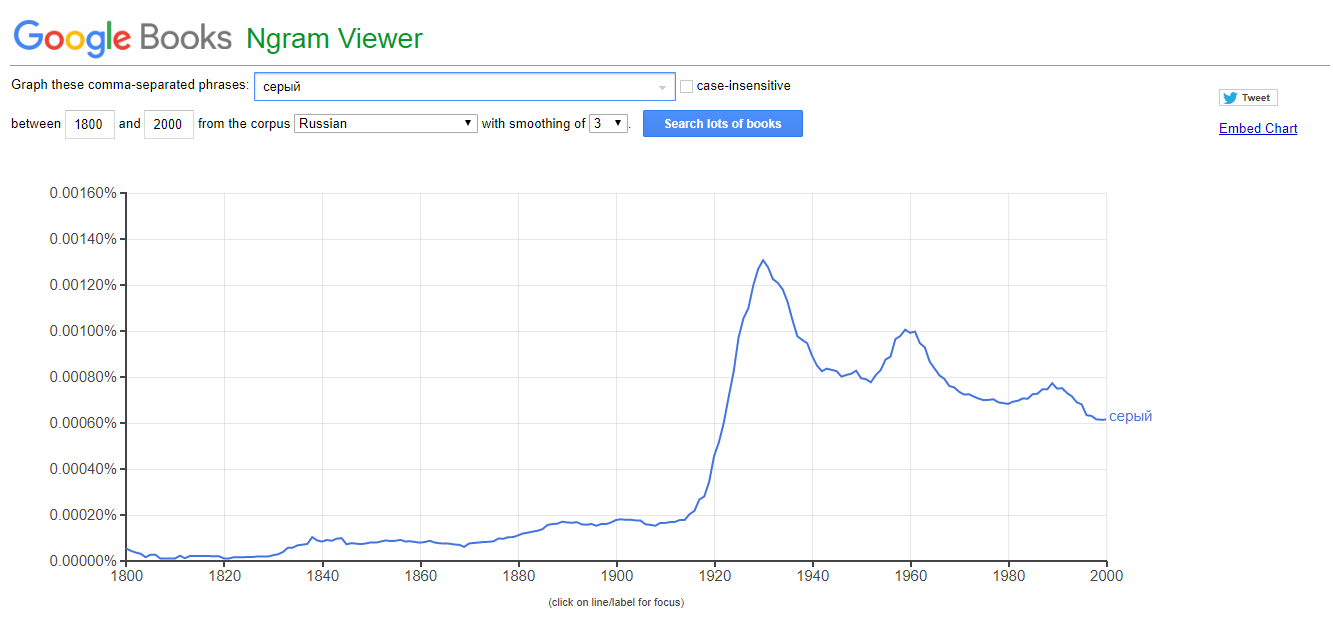 Google Books Ngram Viewer
Graph these comma-separated phrases: серый case-insensitive
Tweet
between 1800 and 2000 from the corpus Russian with smoothing of 3. Search lots of books
Embed Chart
0.00160%
0.00140%
0.00120%
0.00100%
0.00080%
0.00060%
серый
0.00040%
0.00020%
0.00000%
1800 1820 1840 1860 1880 1900 1920 1940 1960 1980 2000
(click on line/label for focus)